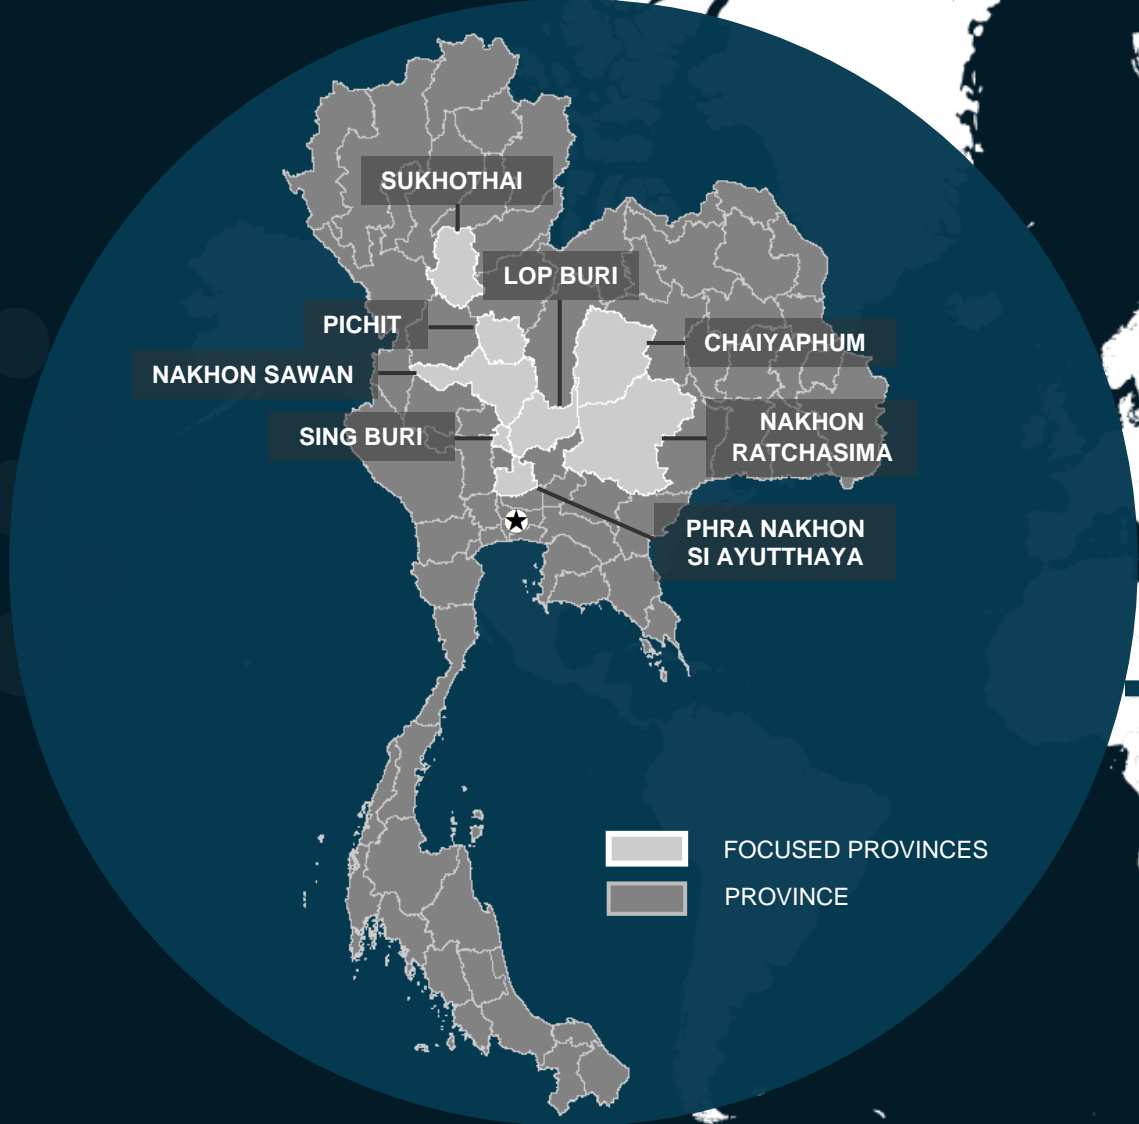 SUKHOTHAI
LOP BURI
PICHIT
CHAIYAPHUM
NAKHON SAWAN
NAKHON
RATCHASIMA
SING BURI
PHRA NAKHON
SI AYUTTHAYA
FOCUSED PROVINCES
PROVINCE